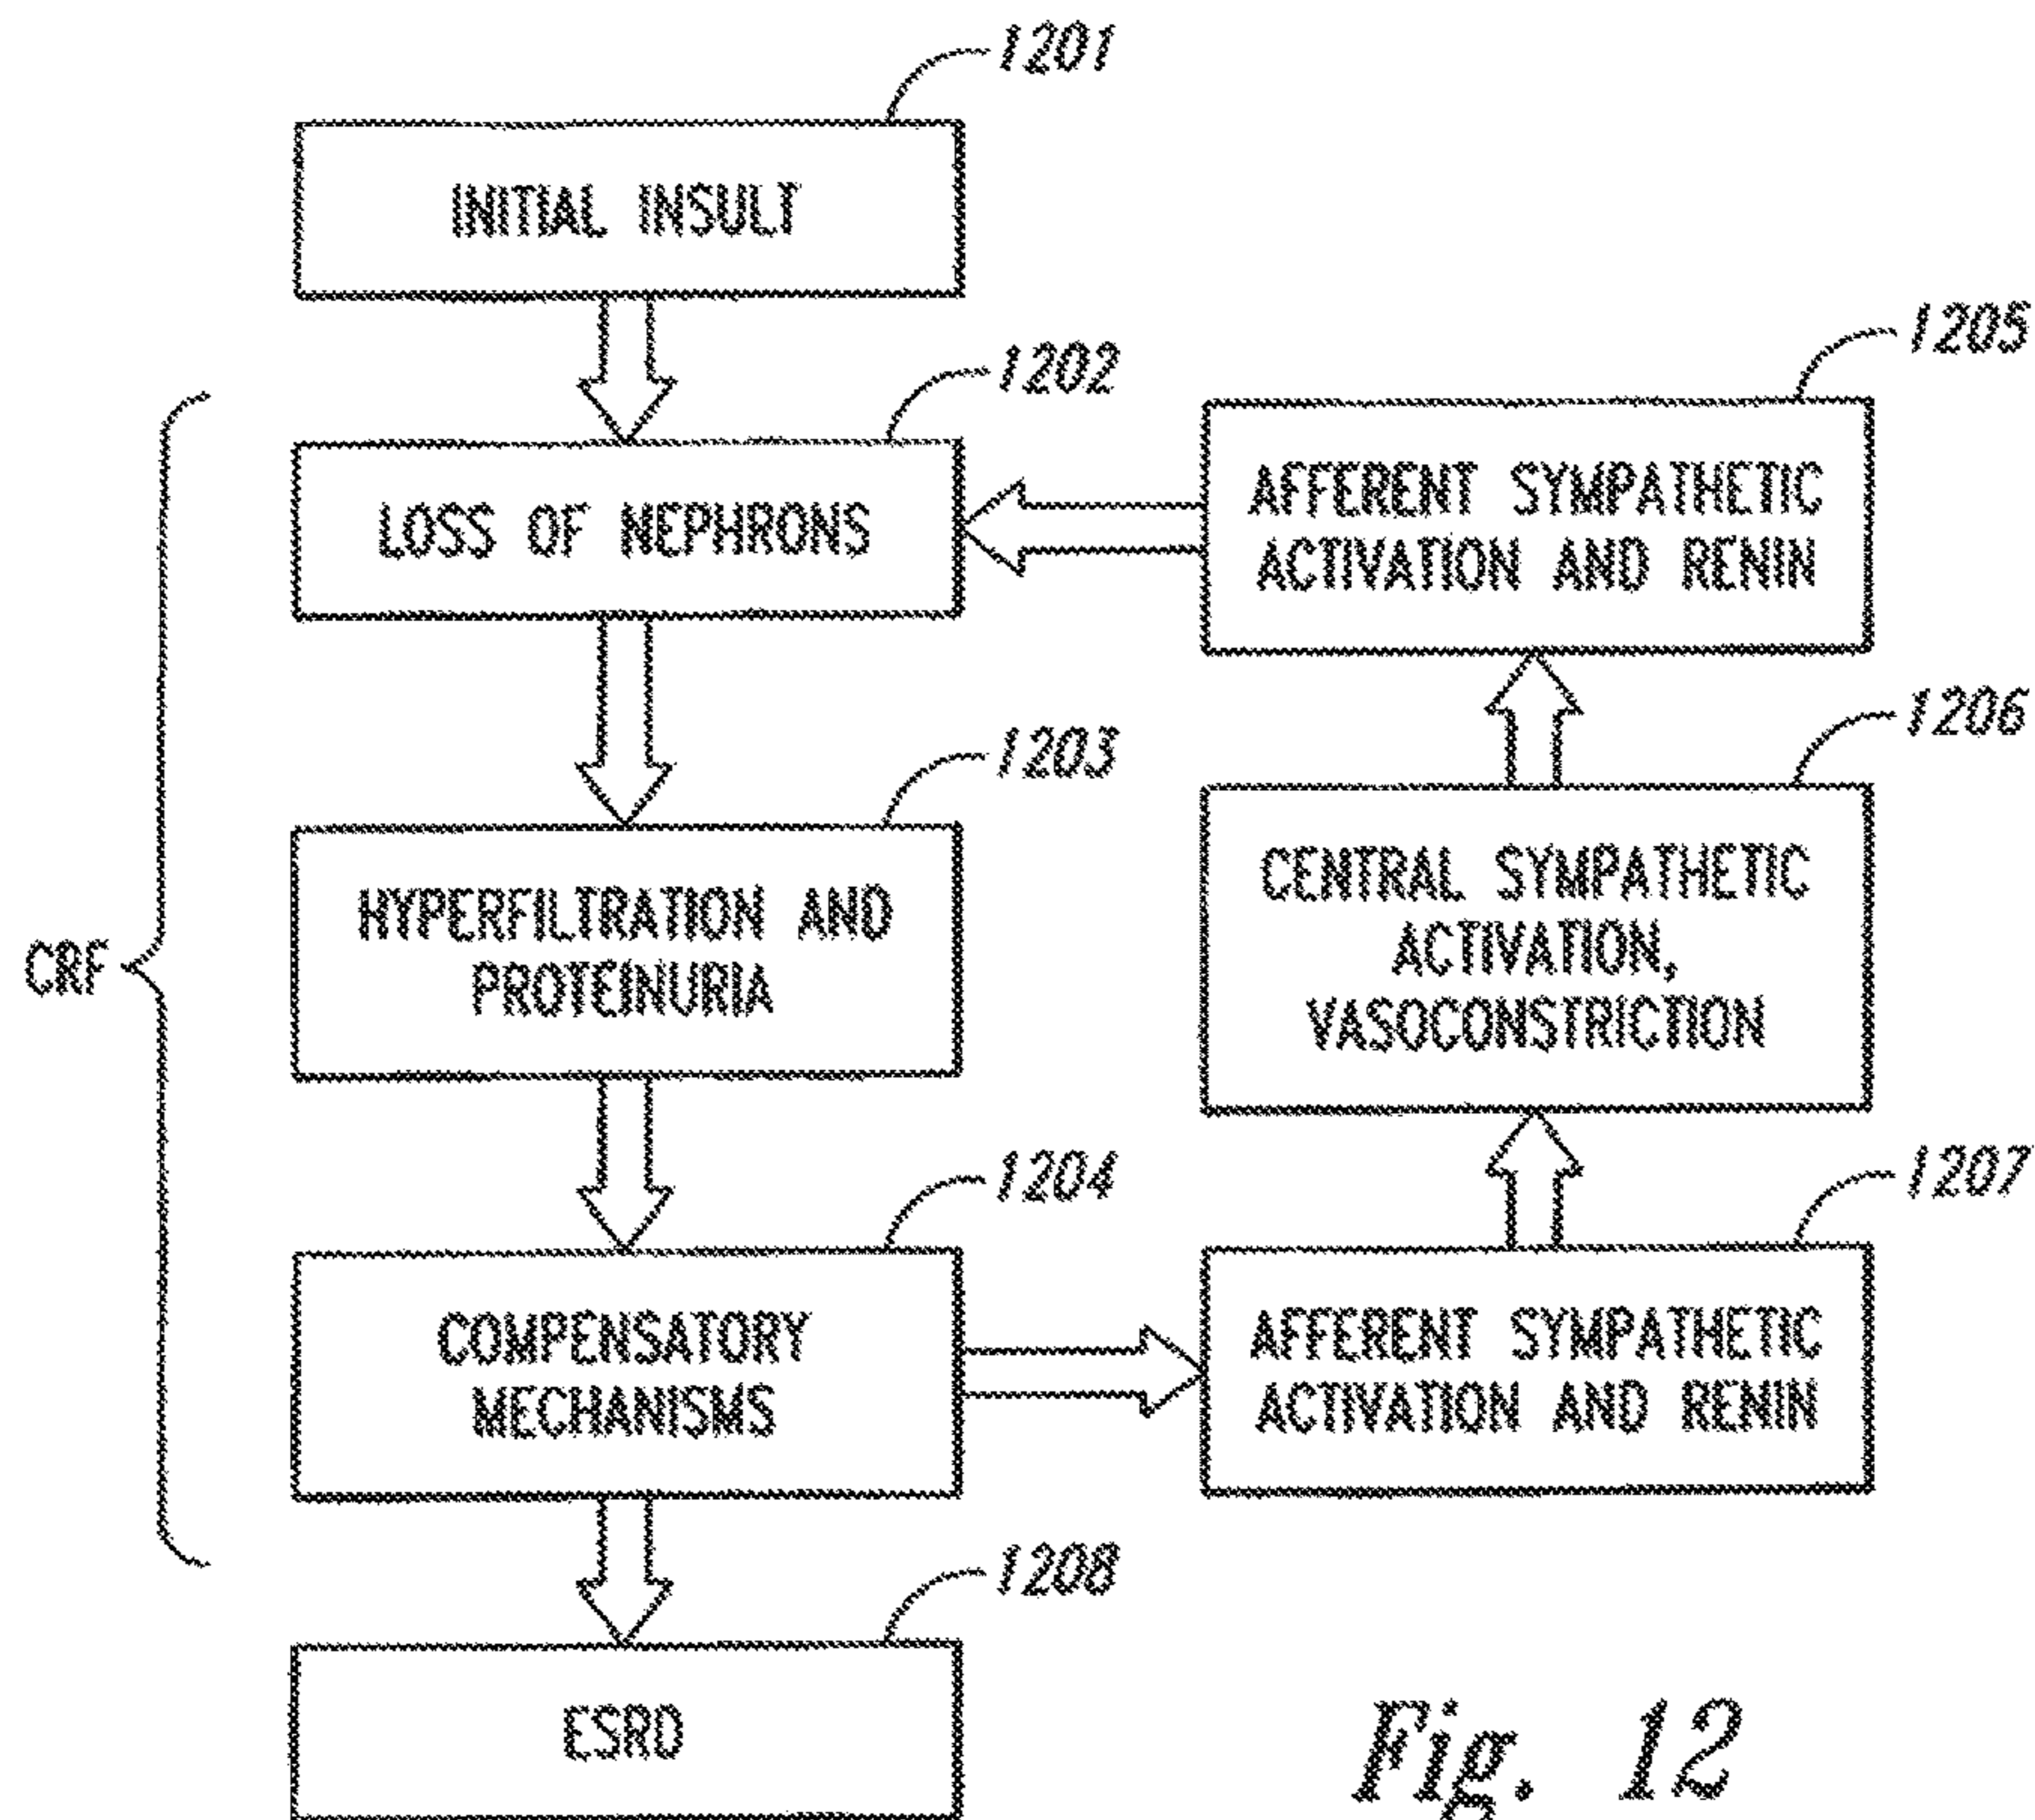 1201
INITIAL INSULT
1202
LOSS OF NEPHRONS
1205
AFFERENT SYMPATHETIC
ACTIVATION AND RENIN
1203
HYPERFILTRATION AND
PROTEINURIA
1206
CENTRAL SYMPATHETIC
ACTIVATION,
VASOCONSTRICTION
CRF
1204
COMPENSATORY
MECHANISMS
1207
AFFERENT SYMPATHETIC
ACTIVATION AND RENIN
1208
ESRD
Fig. 12